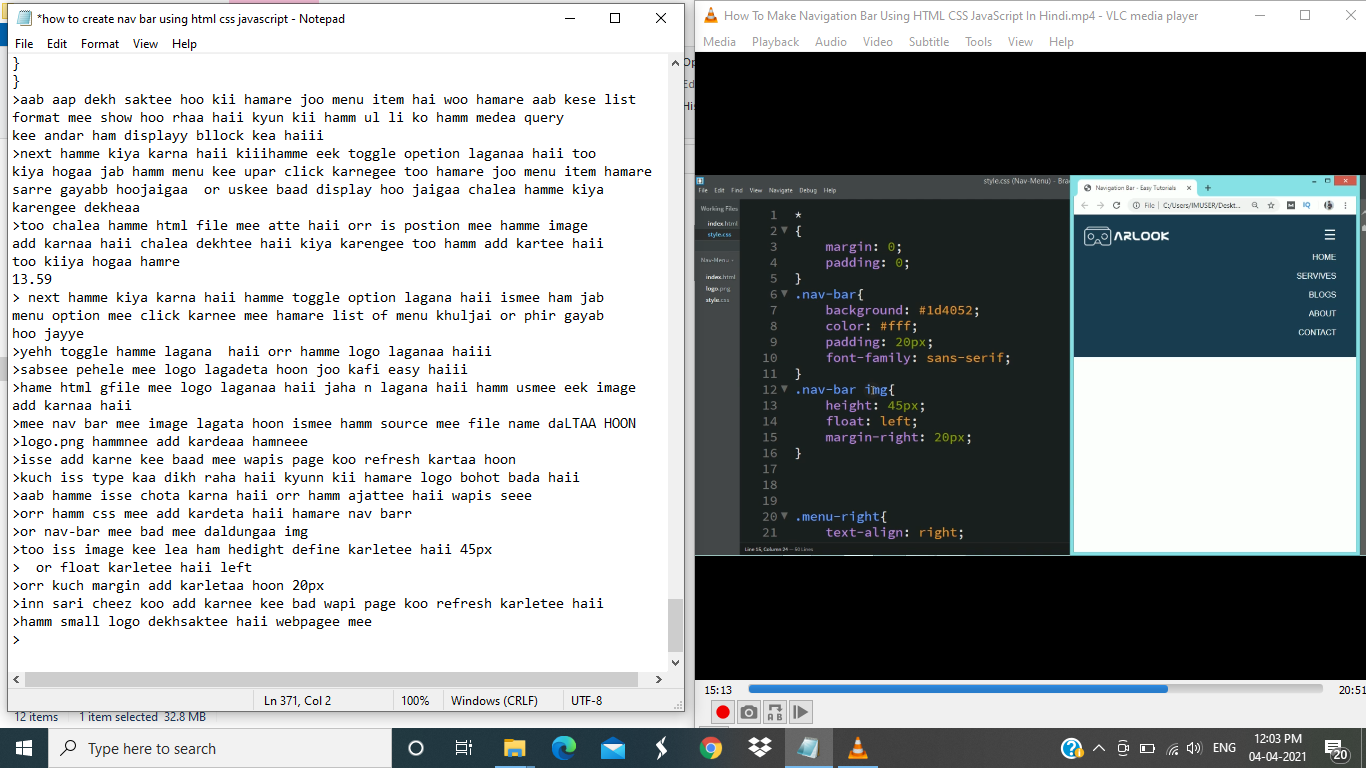 *how to create nav bar using html css javascript - Notepad
File Edit Format View Help
}
}
>aab aap dekh saktee hoo kii hamare joo menu item hai woo hamare aab kese list
format mee show hoo rhaa haii kyun kii hamm ul li ko hamm medea query
kee andar ham displayy bllock kea haiii
>next hamme kiya karna haii kiiihamme eek toggle opetion laganaa haii too
kiya hogaa jab hamm menu kee upar click karnegee too hamare joo menu item hamare
sarre gayabb hoojaigaa  or uskee baad display hoo jaigaa chalea hamme kiya
karengee dekheaa
>too chalea hamme html file mee atte haii orr is postion mee hamme image
add karnaa haii chalea dekhtee haii kiya karengee too hamm add kartee haii
too kiiya hogaa hamre
13.59
> next hamme kiya karna haii hamme toggle option lagana haii ismee ham jab
menu option mee click karnee mee hamare list of menu khuljai or phir gayab
hoo jayye
>yehh toggle hamme lagana  haii orr hamme logo laganaa haiii
>sabsee pehele mee logo lagadeta hoon joo kafi easy haiii
>hame html gfile mee logo laganaa haii jaha n lagana haii hamm usmee eek image
add karnaa haii
>mee nav bar mee image lagata hoon ismee hamm source mee file name daLTAA HOON
>logo.png hammnee add kardeaa hamneee
>isse add karne kee baad mee wapis page koo refresh kartaa hoon
>kuch iss type kaa dikh raha haii kyunn kii hamare logo bohot bada haii
>aab hamme isse chota karna haii orr hamm ajattee haii wapis seee
>orr hamm css mee add kardeta haii hamare nav barr
>or nav-bar mee bad mee daldungaa img
>too iss image kee lea ham hedight define karletee haii 45px
>  or float karletee haii left
>orr kuch margin add karletaa hoon 20px
>inn sari cheez koo add karnee kee bad wapi page koo refresh karletee haii
>hamm small logo dekhsaktee haii webpagee mee
>
Ln 371, Col 2 100% Windows (CRLF) UTF-8
12 items 1 item selected 32.8 MB
How To Make Navigation Bar Using HTML CSS JavaScript In Hindi.mp4 - VLC media player
Media Playback Audio Video Subtitle Tools View Help
style.css (Nav-Menu) - Brac
File Edit Find View Navigate Debug Help
Working Files
index.html
style.css
Nav-Menu
index.html
logo.png
style.css
1 *
2 {
3 margin: 0;
4 padding: 0;
5 }
6 .nav-bar{
7 background: #1d4052;
8 color: #fff;
9 padding: 20px;
10 font-family: sans-serif;
11 }
12 .nav-bar img{
13 height: 45px;
14 float: left;
15 margin-right: 20px;
16 }
17
18
19
20 .menu-right{
21 text-align: right;
Line 15, Column 24 — 80 Lines
Navigation Bar - Easy Tutorials
File | C:/Users/IMUSER/Deskt...
ARLOOK
HOME
SERVIVES
BLOGS
ABOUT
CONTACT
15:13 20:51
A B
Type here to search
ENG
12:03 PM
04-04-2021
20